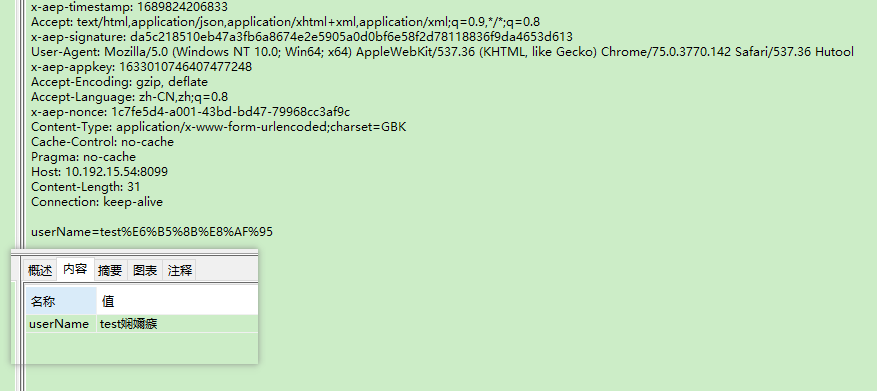 x-aep-timestamp: 1689824206833
Accept: text/html,application/json,application/xhtml+xml,application/xml;q=0.9,*/*;q=0.8
x-aep-signature: da5c218510eb47a3fb6a8674e2e5905a0d0bf6e58f2d78118836f9da4653d613
User-Agent: Mozilla/5.0 (Windows NT 10.0; Win64; x64) AppleWebKit/537.36 (KHTML, like Gecko) Chrome/75.0.3770.142 Safari/537.36 Hutool
x-aep-appkey: 1633010746407477248
Accept-Encoding: gzip, deflate
Accept-Language: zh-CN,zh;q=0.8
x-aep-nonce: 1c7fe5d4-a001-43bd-bd47-79968cc3af9c
Content-Type: application/x-www-form-urlencoded;charset=GBK
Cache-Control: no-cache
Pragma: no-cache
Host: 10.192.15.54:8099
Content-Length: 31
Connection: keep-alive
userName=test%E6%B5%8B%E8%AF%95
概述 内容 摘要 图表 注释
名称 值
userName test娴嬭瘯